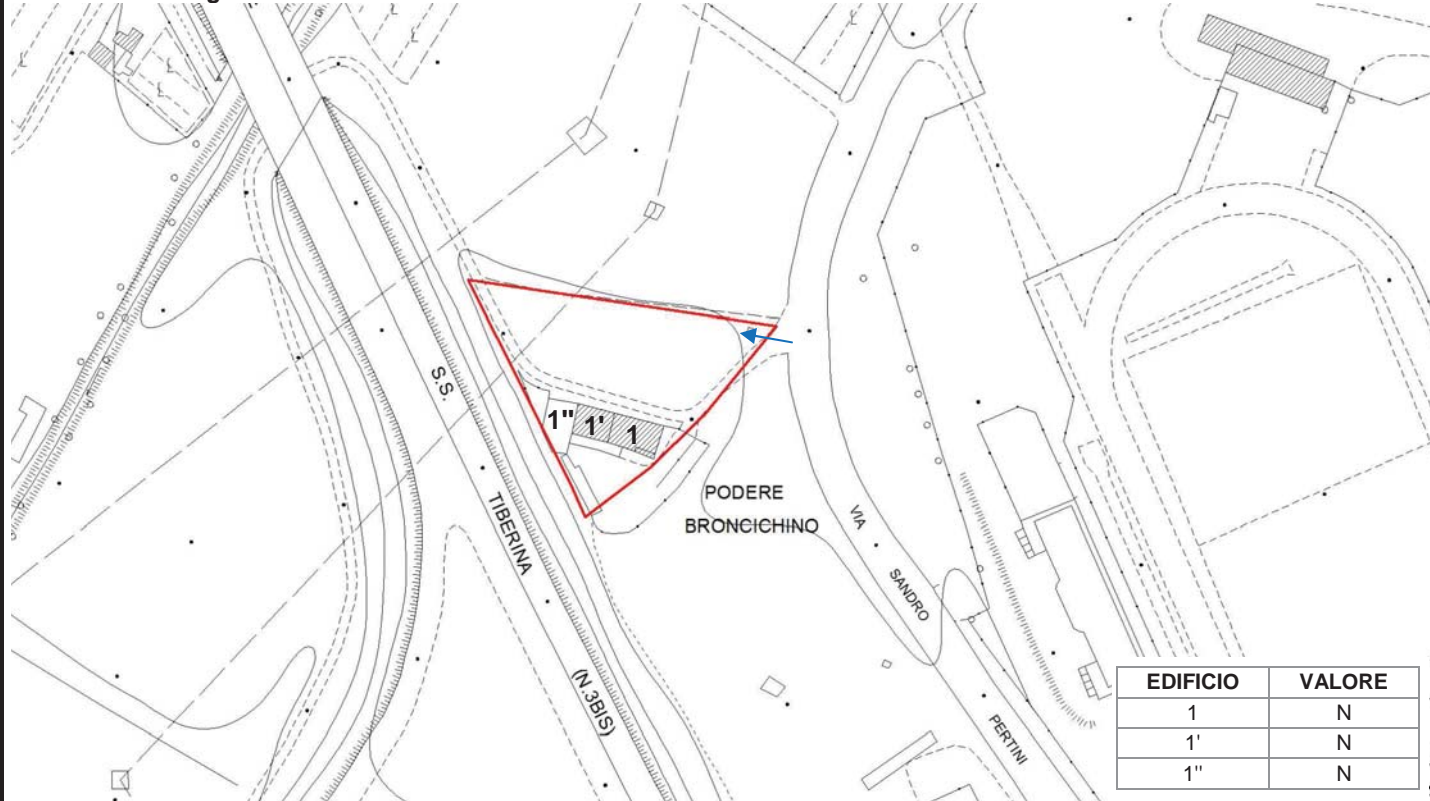 1" 1' 1
S.S.
TIBERINA
(N.3BIS)
PODERE
BRONCICHINO
VIA
SANDRO
PERTINI
EDIFICIO VALORE
1 N
1' N
1" N